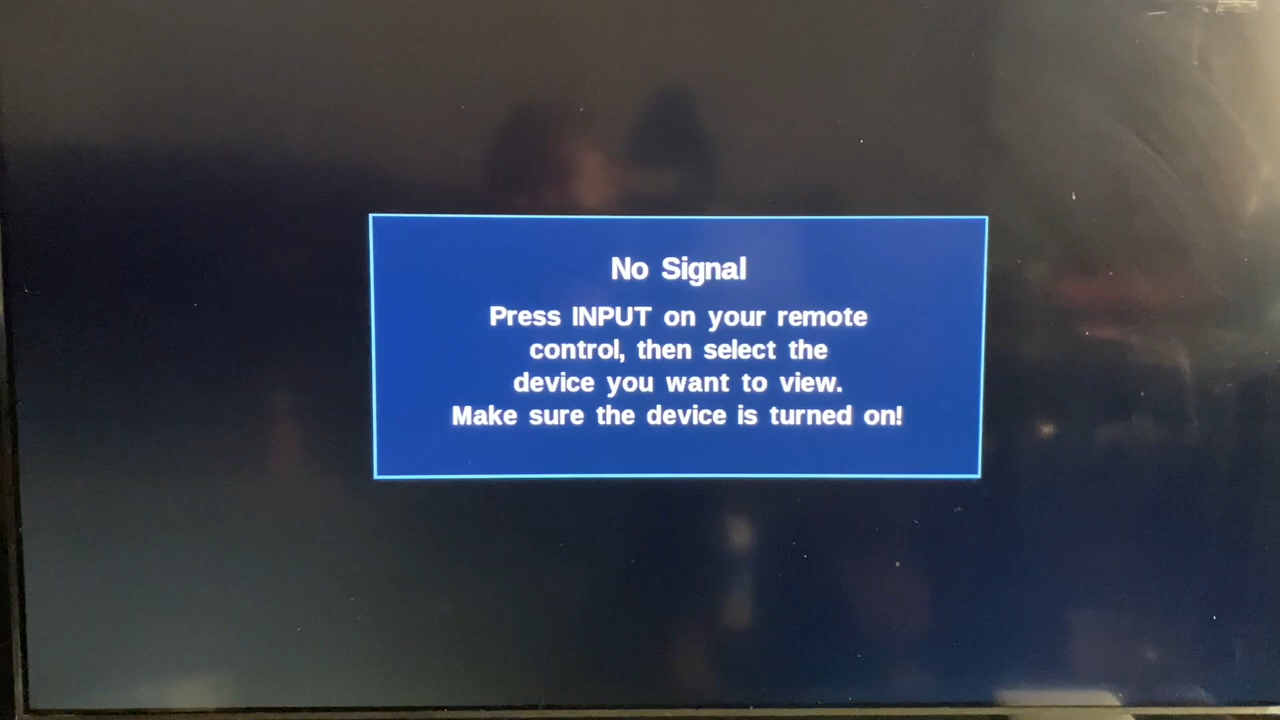 No Signal
Press INPUT on your remote
control, then select the
device you want to view.
Make sure the device is turned on!